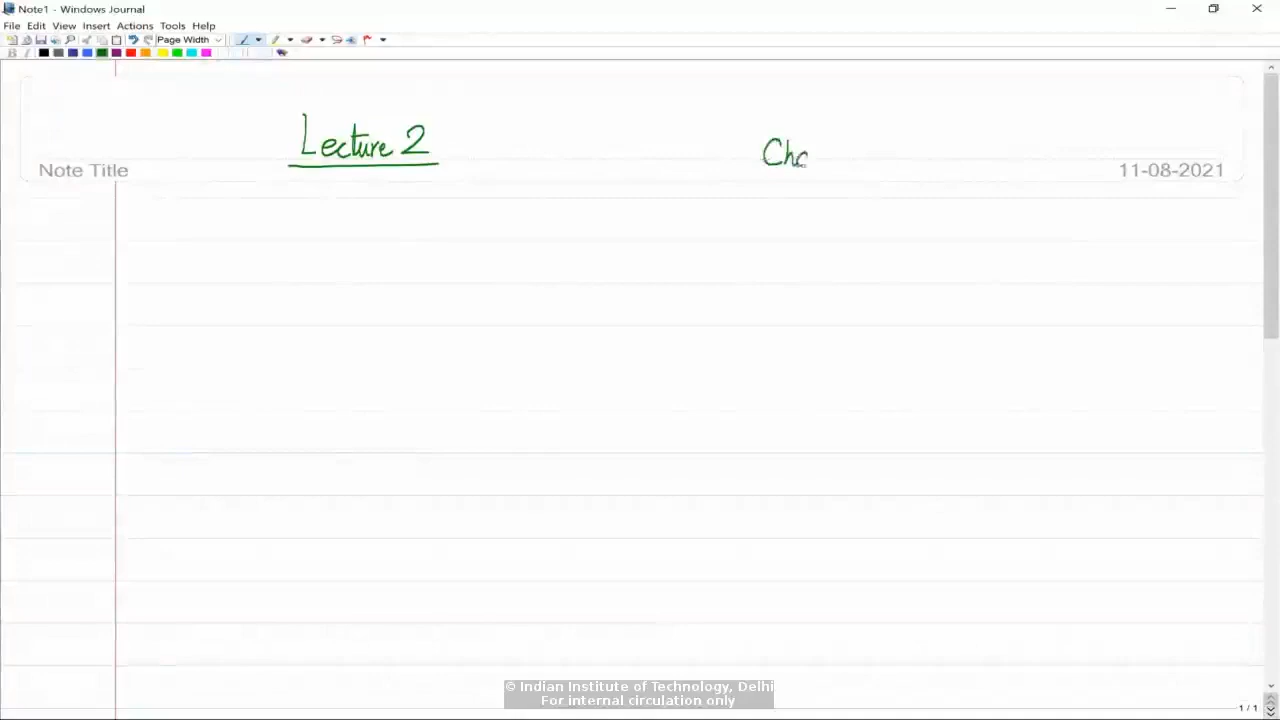 Note1 - Windows Journal
File Edit View Insert Actions Tools Help
Page Width
Lecture 2
Note Title
11-08-2021
© Indian Institute of Technology, Delhi
For internal circulation only
1 / 1